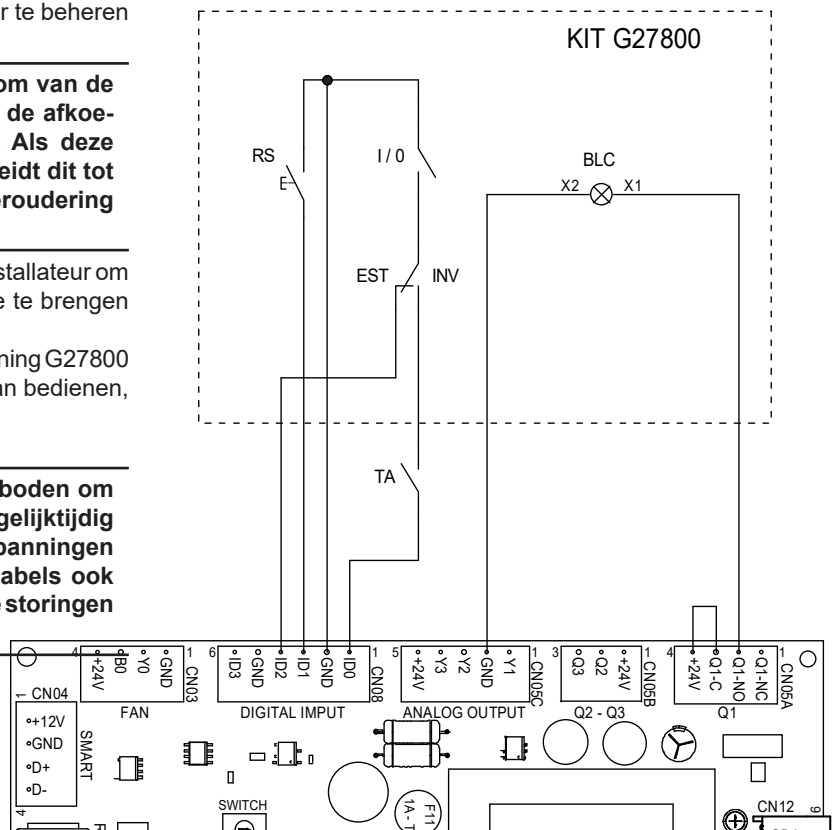 r te beheren
om van de
de afkoe-
Als deze
eidt dit tot
eroudering
stallateur om
e te brengen
ning G27800
an bedienen,
boden om
gelijktijdig
panningen
abels ook
e storingen
KIT G27800
RS
I / 0
BLC
X2
X1
E
EST
INV
TA
4 1
+24V
B0
Y0
GND
CN03
FAN
6 1
ID3
GND
ID2
ID1
GND
ID0
CN08
DIGITAL IMPUT
5 1
+24V
Y3
Y2
GND
Y1
CN05C
ANALOG OUTPUT
3 1
Q3
Q2
+24V
CN05B
Q2 - Q3
4 1
+24V
Q1-C
Q1-NO
Q1-NC
CN05A
Q1
1 CN04
+12V
GND
D+
D-
SMART
4
SWITCH
F11
1A - T
CN12
6